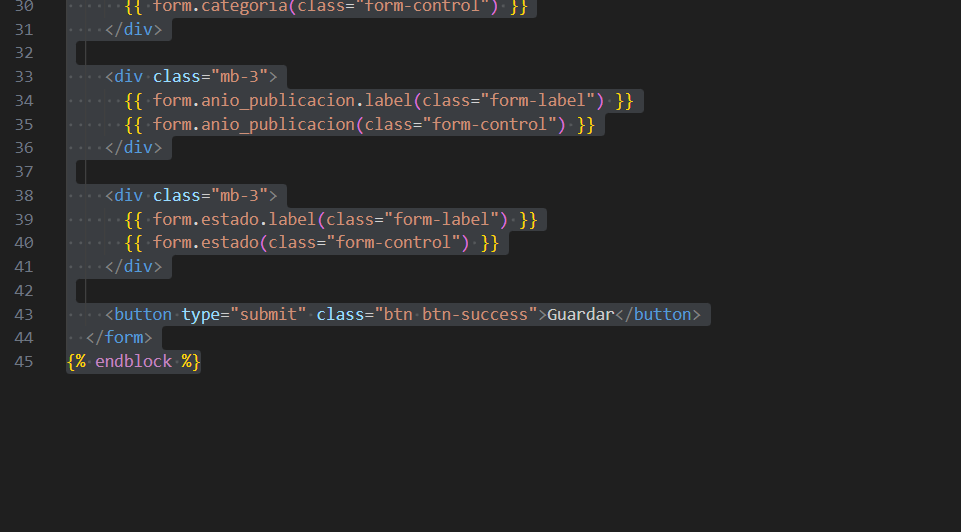 30 {{ form.categoria(class="form-control") }}
31 </div>
32
33 <div class="mb-3">
34 {{ form.anio_publicacion.label(class="form-label") }}
35 {{ form.anio_publicacion(class="form-control") }}
36 </div>
37
38 <div class="mb-3">
39 {{ form.estado.label(class="form-label") }}
40 {{ form.estado(class="form-control") }}
41 </div>
42
43 <button type="submit" class="btn btn-success">Guardar</button>
44 </form>
45 {% endblock %}